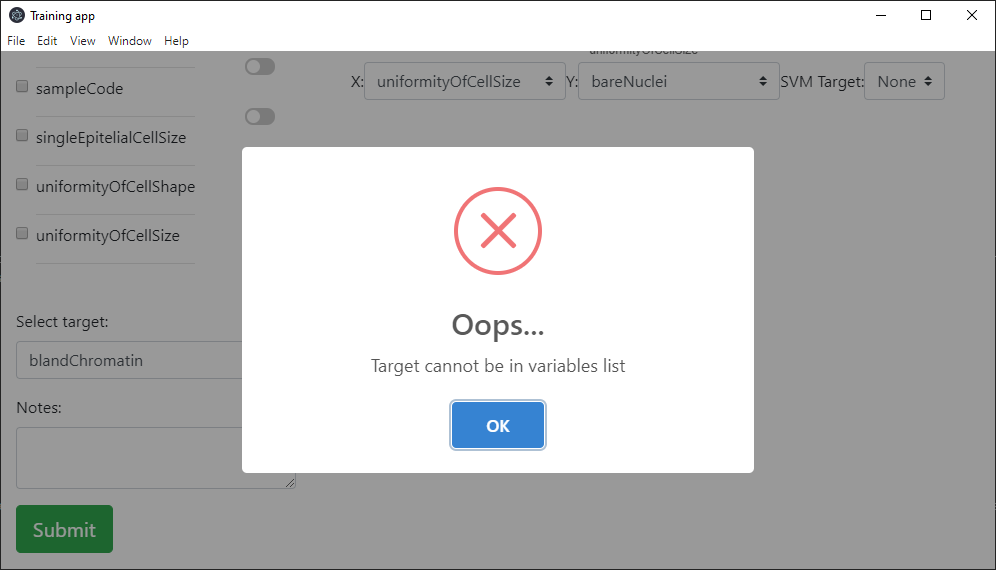 Training app
File Edit View Window Help
uniformityOfCellSize
sampleCode
X: uniformityOfCellSize Y: bareNuclei SVM Target: None
singleEpitelialCellSize
uniformityOfCellShape
uniformityOfCellSize
Select target:
blandChromatin
Notes:
Submit
Oops...
Target cannot be in variables list
OK